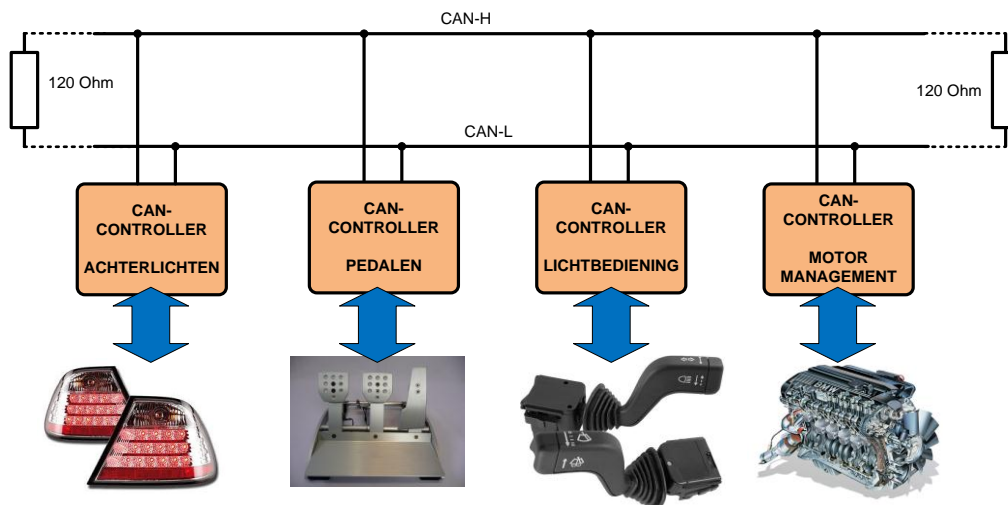 CAN-H
120 Ohm
120 Ohm
CAN-L
CAN-
CONTROLLER
ACHTERLICHTEN
CAN-
CONTROLLER
PEDALEN
CAN-
CONTROLLER
LICHTBEDIENING
CAN-
CONTROLLER
MOTOR
MANAGEMENT